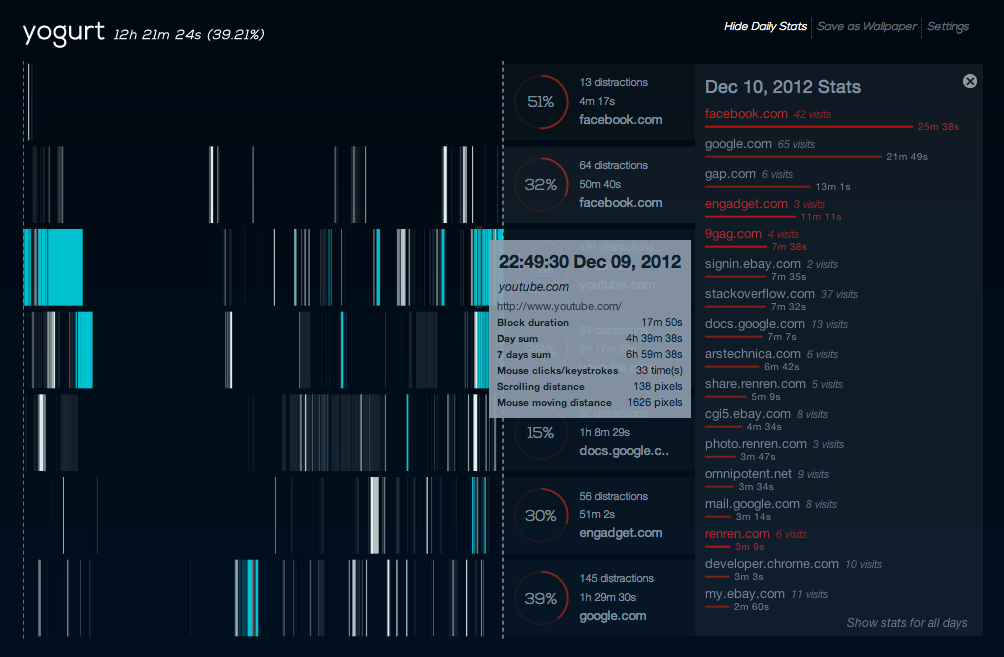 yogurt 12h 21m 24s (39.21%)
Hide Daily Stats
Save as Wallpaper
Settings
51%
13 distractions
4m 17s
facebook.com
32%
64 distractions
50m 40s
facebook.com
131 distractions
youtube.com
22:49:30 Dec 09, 2012
youtube.com
http://www.youtube.com/
Block duration 17m 50s
Day sum 4h 39m 38s
7 days sum 6h 59m 38s
Mouse clicks/keystrokes 33 time(s)
Scrolling distance 138 pixels
Mouse moving distance 1626 pixels
15%
distractions
1h 8m 29s
docs.google.c..
30%
56 distractions
51m 2s
engadget.com
39%
145 distractions
1h 29m 30s
google.com
Dec 10, 2012 Stats
facebook.com 42 visits
25m 38s
google.com 65 visits
21m 49s
gap.com 6 visits
13m 1s
engadget.com 3 visits
11m 11s
9gag.com 4 visits
7m 38s
signin.ebay.com 2 visits
7m 35s
stackoverflow.com 37 visits
7m 32s
docs.google.com 13 visits
7m 7s
arstechnica.com 6 visits
6m 42s
share.renren.com 5 visits
5m 9s
cgi5.ebay.com 8 visits
4m 34s
photo.renren.com 3 visits
3m 47s
omnipotent.net 9 visits
3m 34s
mail.google.com 8 visits
3m 14s
renren.com 6 visits
3m 9s
developer.chrome.com 10 visits
3m 3s
my.ebay.com 11 visits
2m 60s
Show stats for all days